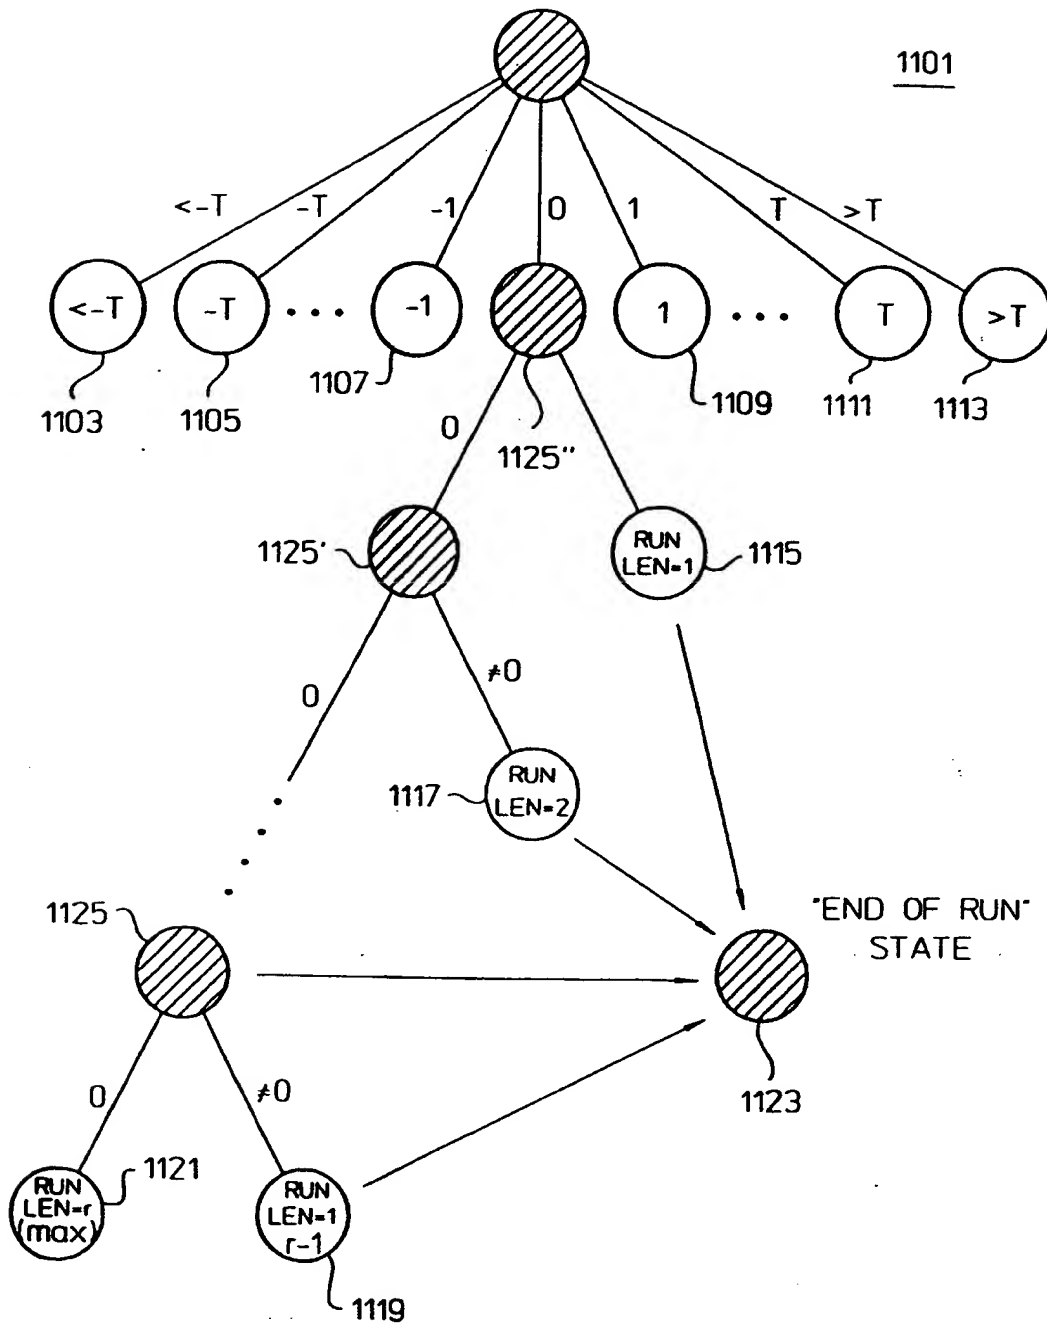 1101
<-T -T -1 0 1 T >T
<-T -T ... -1 1 ... T >T
1103 1105 1107 1109 1111 1113
0 1125"
1125' RUN
LEN=1 1115
0 ≠0
1117 RUN
LEN=2
1125 "END OF RUN"
STATE
0 ≠0 1123
RUN
LEN=r
(max) 1121
RUN
LEN=1
r-1
1119